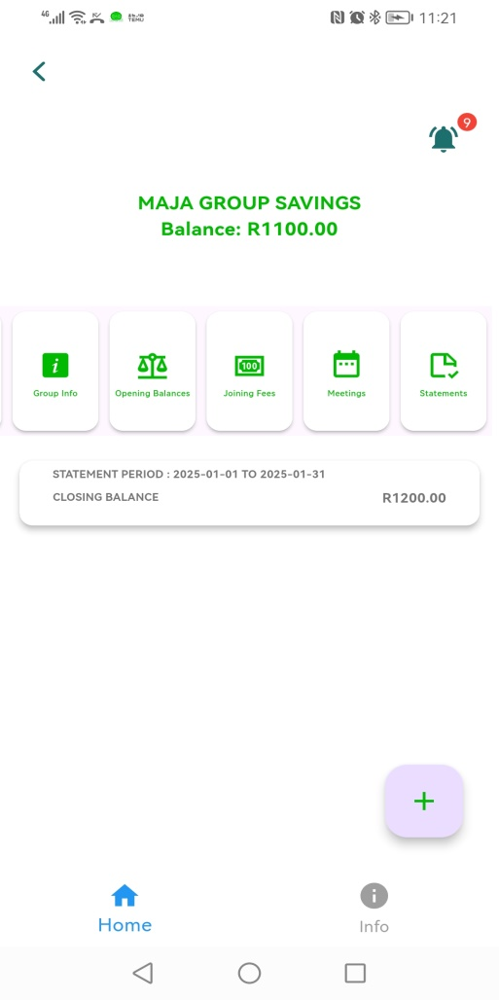 4G
11:21
9
MAJA GROUP SAVINGS
Balance: R1100.00
Group Info
Opening Balances
100
Joining Fees
Meetings
Statements
STATEMENT PERIOD : 2025-01-01 TO 2025-01-31
CLOSING BALANCE
R1200.00
Home
Info